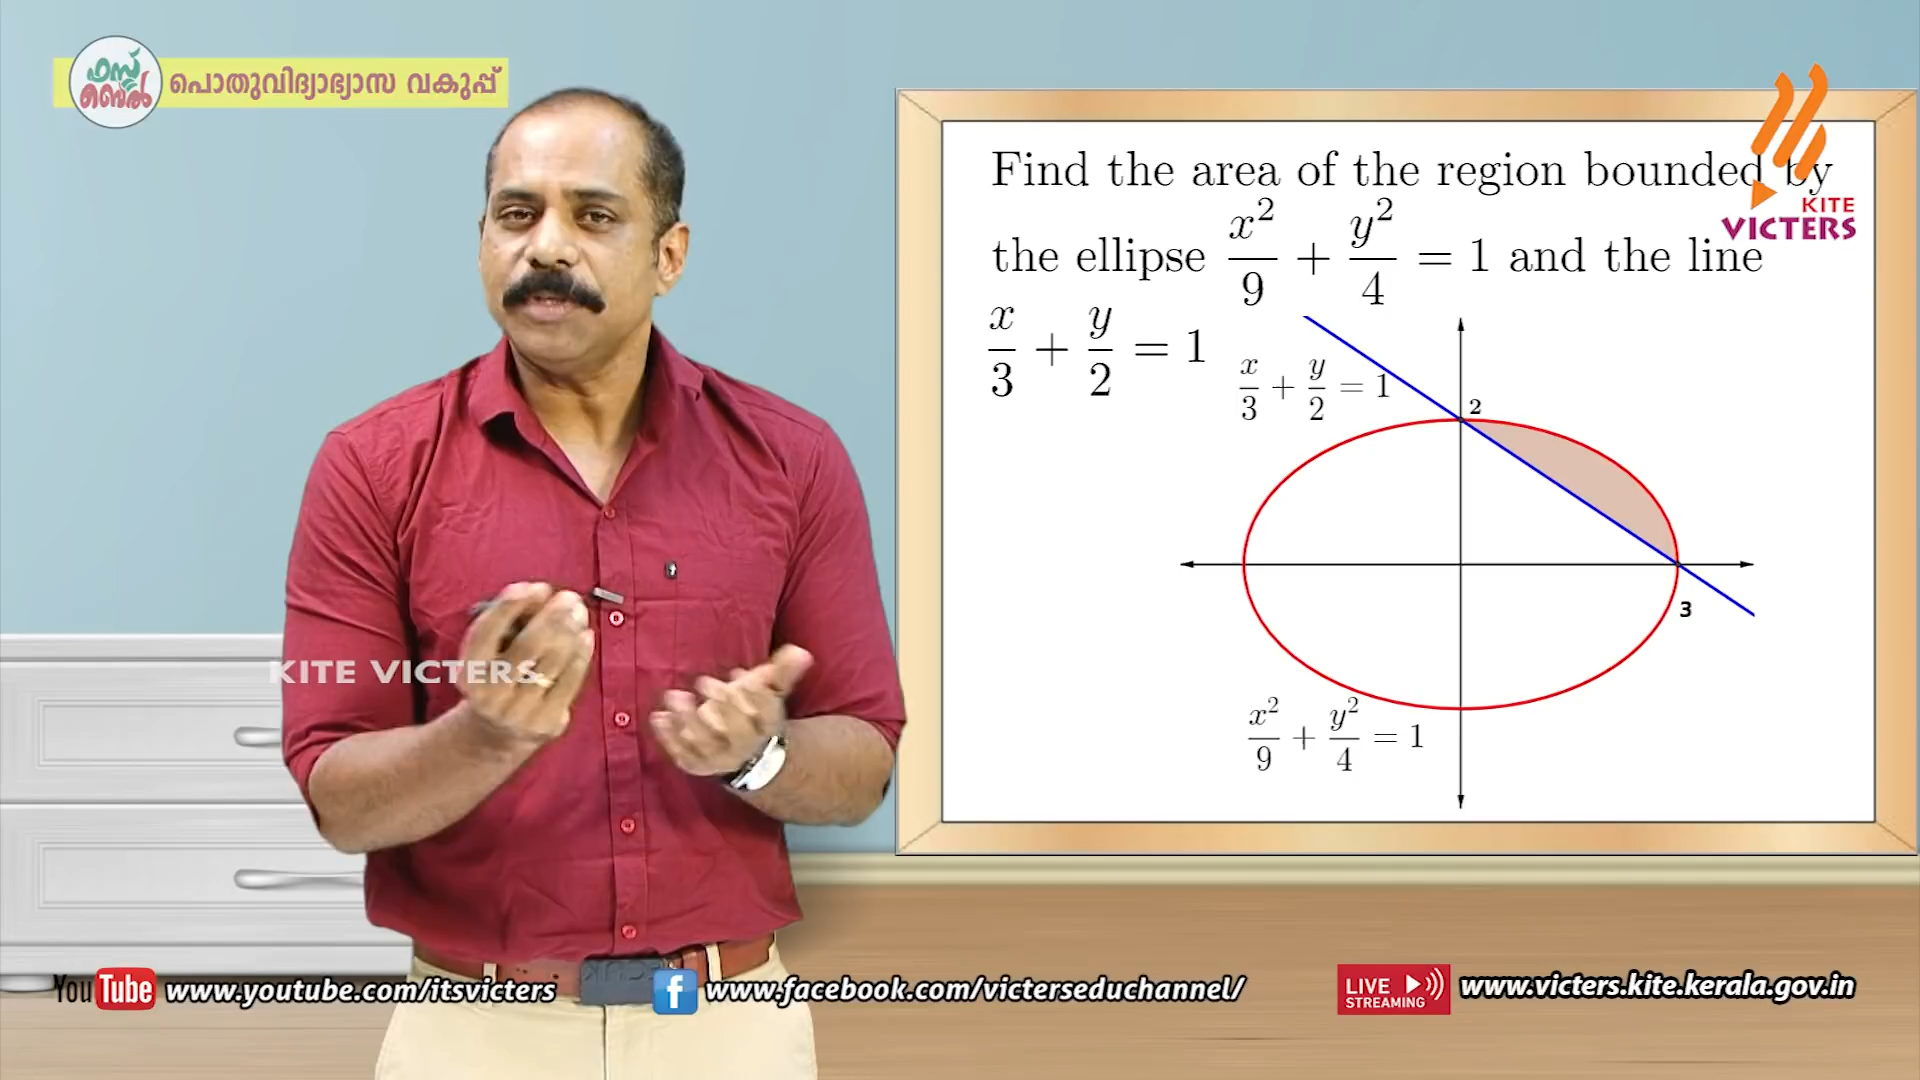 ഫസ്റ്റ്
ബെൽ
പൊതുവിദ്യാഭ്യാസ വകുപ്പ്
KITE
VICTERS
Find the area of the region bounded by
the ellipse x²/9 + y²/4 = 1 and the line
x/3 + y/2 = 1
x/3 + y/2 = 1
2
3
x²/9 + y²/4 = 1
KITE VICTERS
YouTube www.youtube.com/itsvicters
f www.facebook.com/victerseduchannel/
LIVE STREAMING www.victers.kite.kerala.gov.in